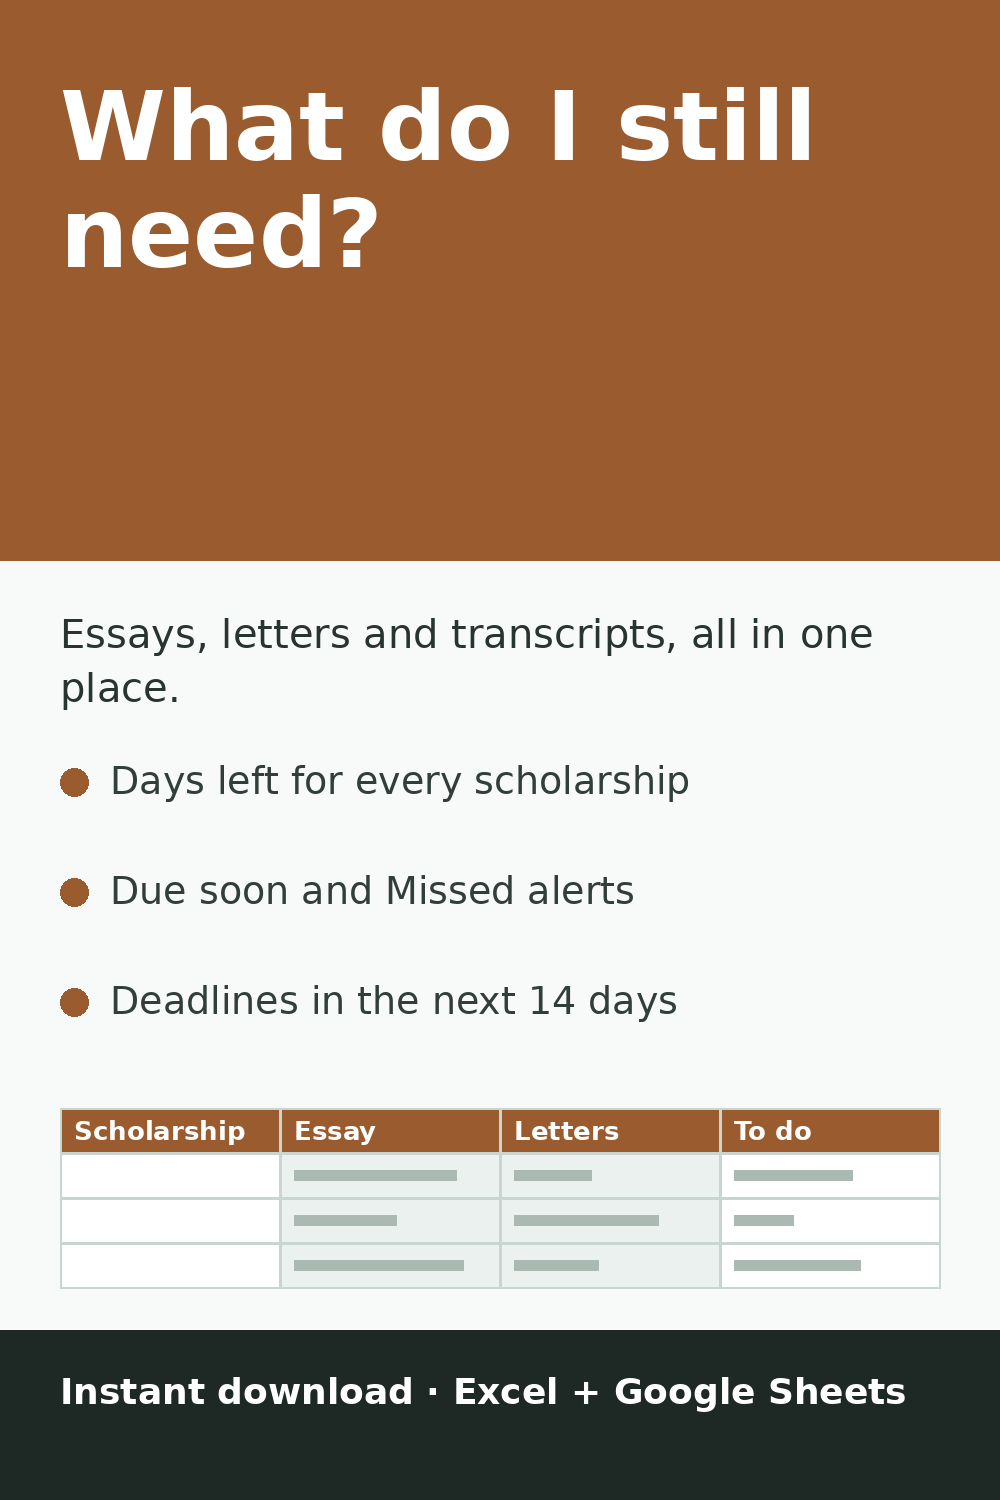 What do I still
need?
Essays, letters and transcripts, all in one
place.
Days left for every scholarship
Due soon and Missed alerts
Deadlines in the next 14 days
Scholarship Essay Letters To do
Instant download · Excel + Google Sheets